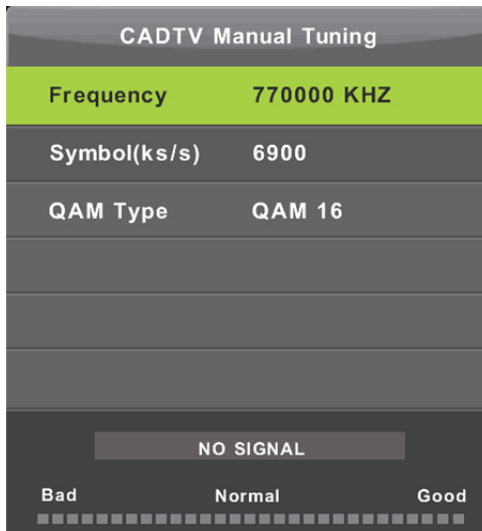 CADTV Manual Tuning
Frequency 770000 KHZ
Symbol(ks/s) 6900
QAM Type QAM 16
NO SIGNAL
Bad Normal Good